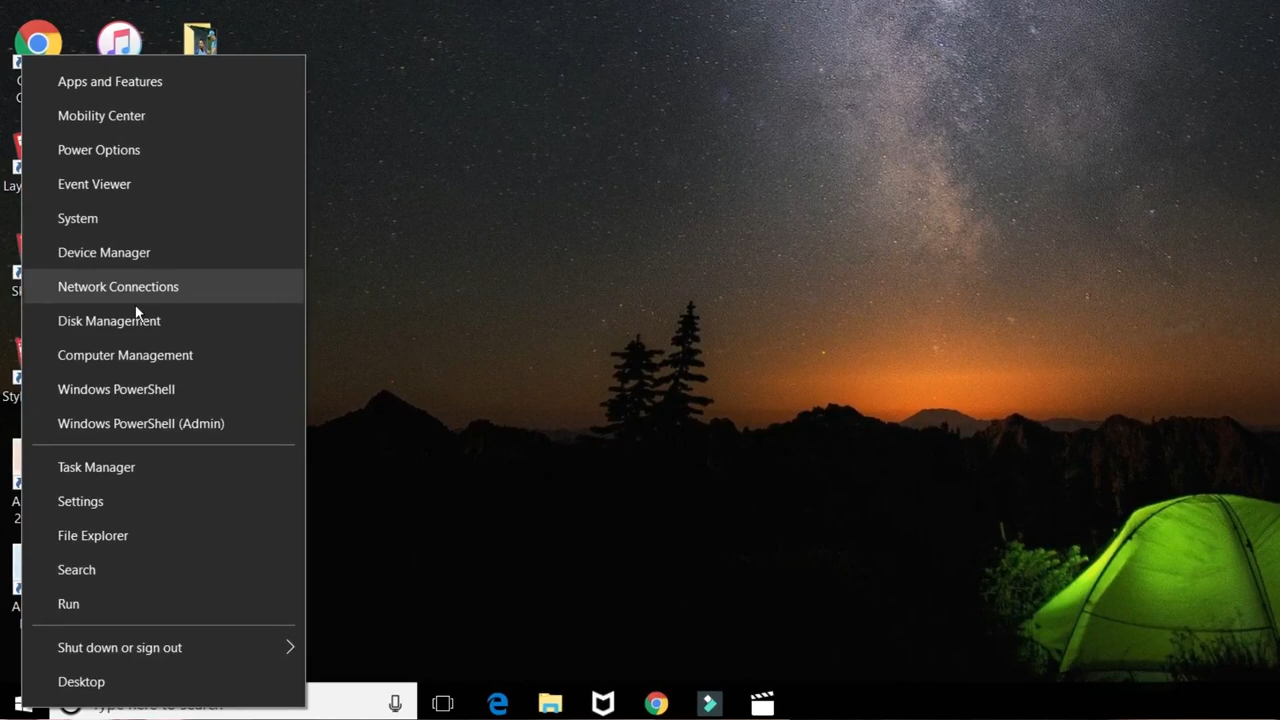 Apps and Features
Mobility Center
Power Options
Event Viewer
System
Device Manager
Network Connections
Disk Management
Computer Management
Windows PowerShell
Windows PowerShell (Admin)
Task Manager
Settings
File Explorer
Search
Run
Shut down or sign out
Desktop